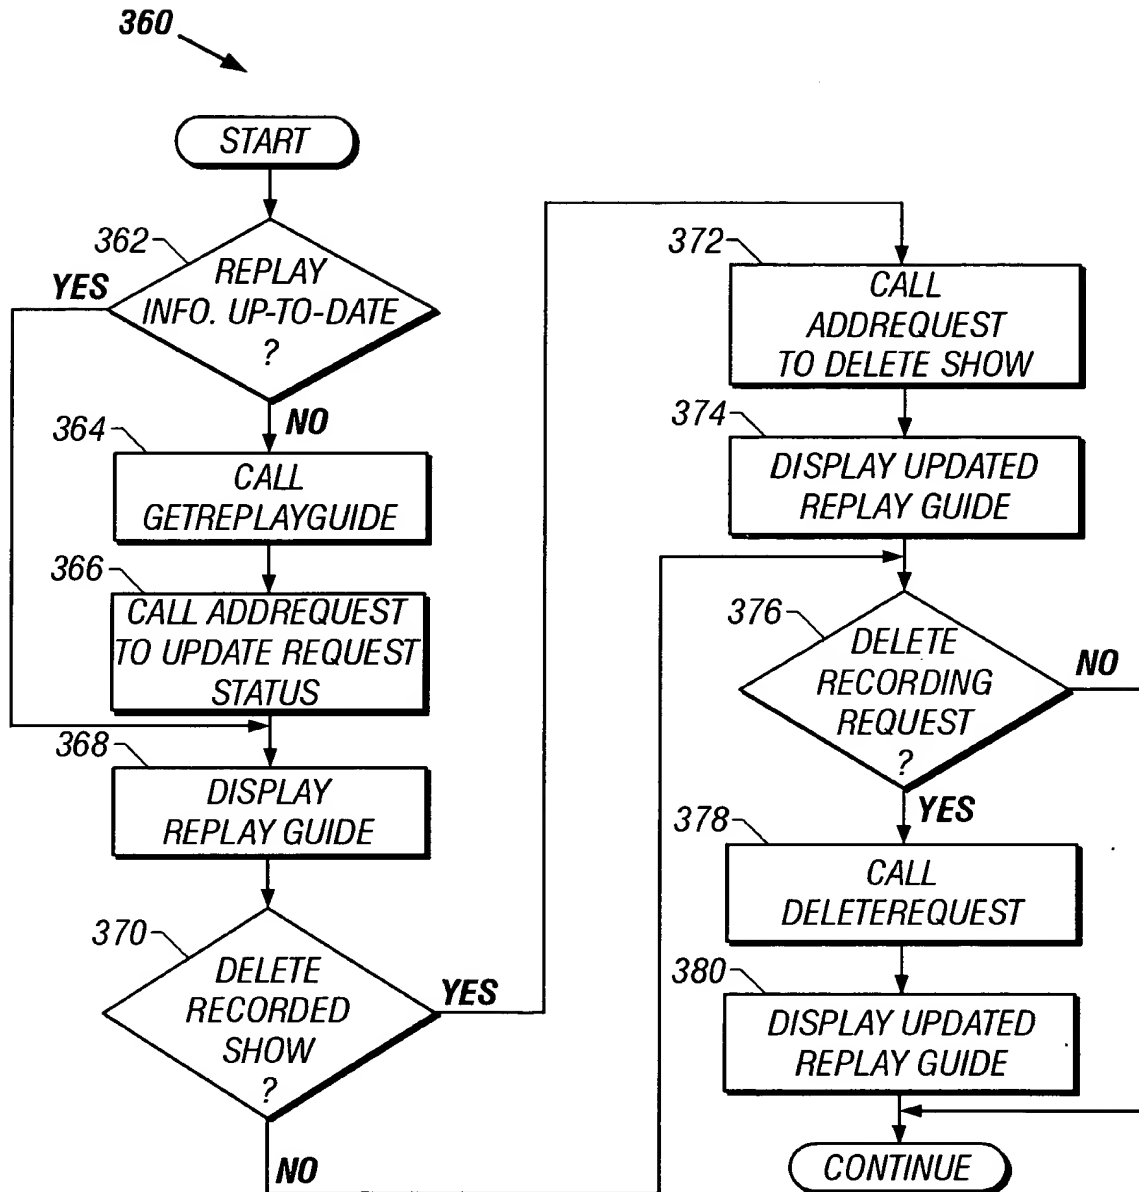 360
START
362
YES
REPLAY
INFO. UP-TO-DATE
?
NO
364
CALL
GETREPLAYGUIDE
366
CALL ADDREQUEST
TO UPDATE REQUEST
STATUS
368
DISPLAY
REPLAY GUIDE
370
DELETE
RECORDED
SHOW
?
YES
NO
372
CALL
ADDREQUEST
TO DELETE SHOW
374
DISPLAY UPDATED
REPLAY GUIDE
376
DELETE
RECORDING
REQUEST
?
NO
YES
378
CALL
DELETEREQUEST
380
DISPLAY UPDATED
REPLAY GUIDE
CONTINUE